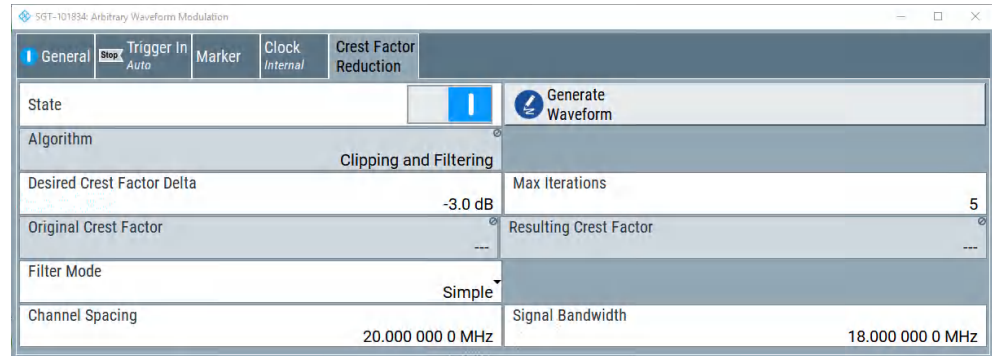 SGT-101834: Arbitrary Waveform Modulation
General
Stop
Trigger In
Auto
Marker
Clock
Internal
Crest Factor
Reduction
State
Generate
Waveform
Algorithm
Clipping and Filtering
Desired Crest Factor Delta
-3.0 dB
Max Iterations
5
Original Crest Factor
---
Resulting Crest Factor
---
Filter Mode
Simple
Channel Spacing
20.000 000 0 MHz
Signal Bandwidth
18.000 000 0 MHz